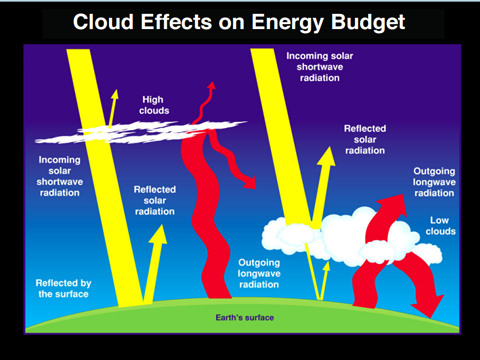 Cloud Effects on Energy Budget
Incoming solar
shortwave
radiation
High
clouds
Reflected
solar
radiation
Incoming
solar
shortwave
radiation
Outgoing
longwave
radiation
Reflected
solar
radiation
Low
clouds
Outgoing
longwave
radiation
Reflected by
the surface
Earth's surface